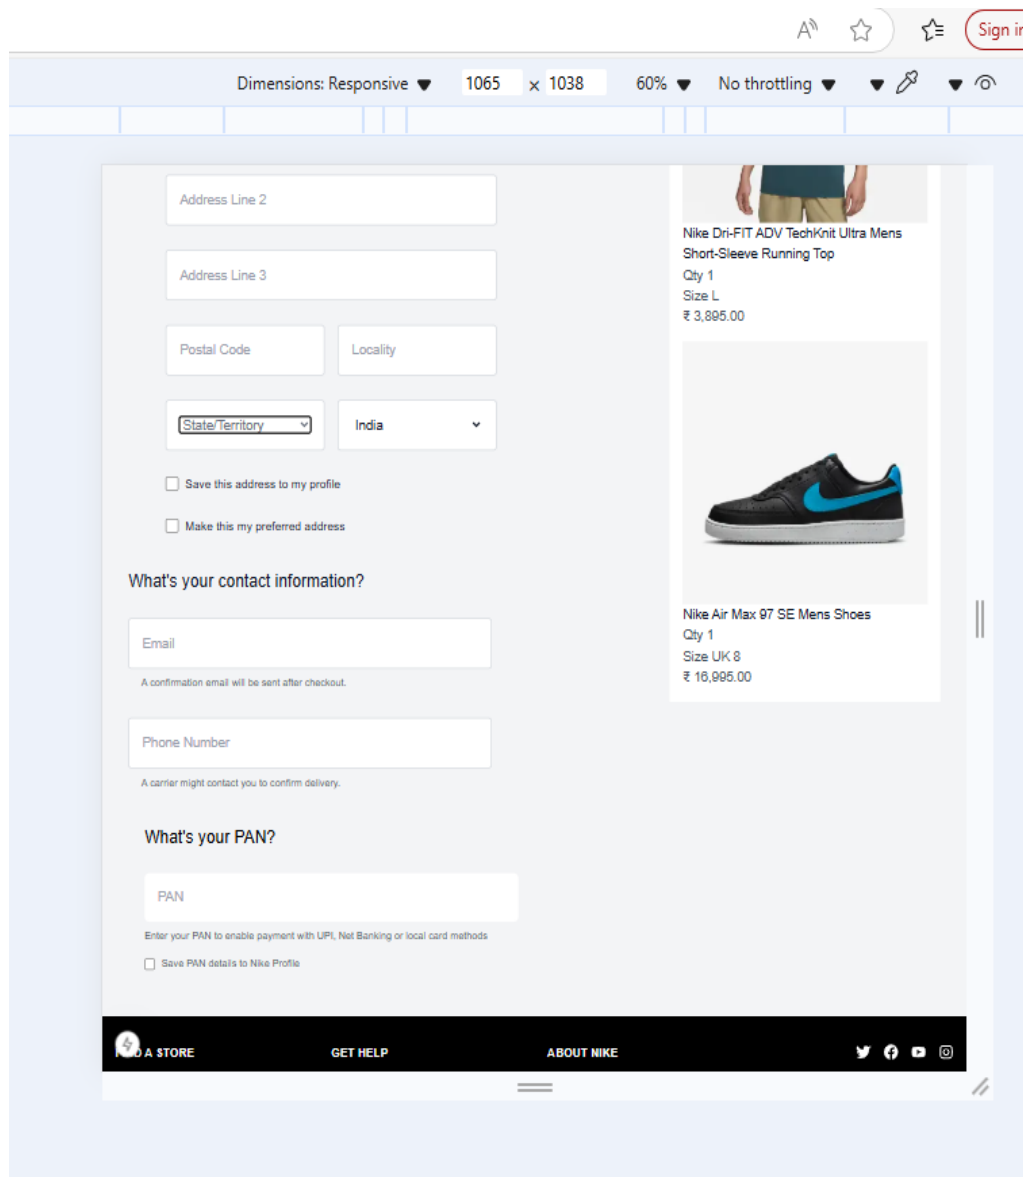 Sign in
Dimensions: Responsive 1065 × 1038 60% No throttling
Address Line 2
Address Line 3
Postal Code Locality
State/Territory India
Save this address to my profile
Make this my preferred address
What's your contact information?
Email
A confirmation email will be sent after checkout.
Phone Number
A carrier might contact you to confirm delivery.
What's your PAN?
PAN
Enter your PAN to enable payment with UPI, Net Banking or local card methods
Save PAN details to Nike Profile
Nike Dri-FIT ADV TechKnit Ultra Mens
Short-Sleeve Running Top
Qty 1
Size L
₹ 3,895.00
Nike Air Max 97 SE Mens Shoes
Qty 1
Size UK 8
₹ 16,995.00
A STORE GET HELP ABOUT NIKE